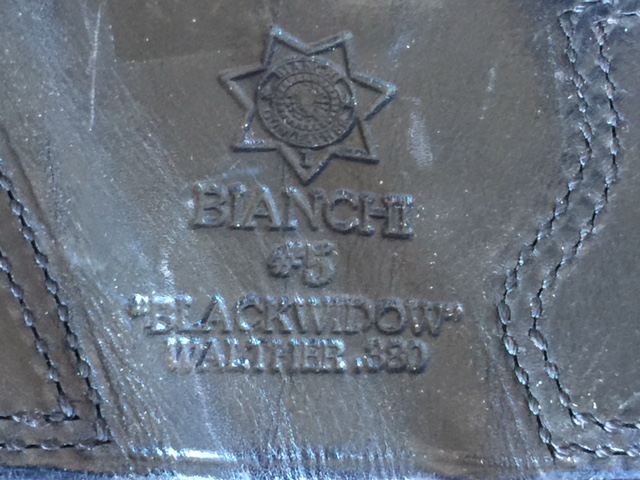 BIANCHI
#5
"BLACKWIDOW"
WALTHER .380